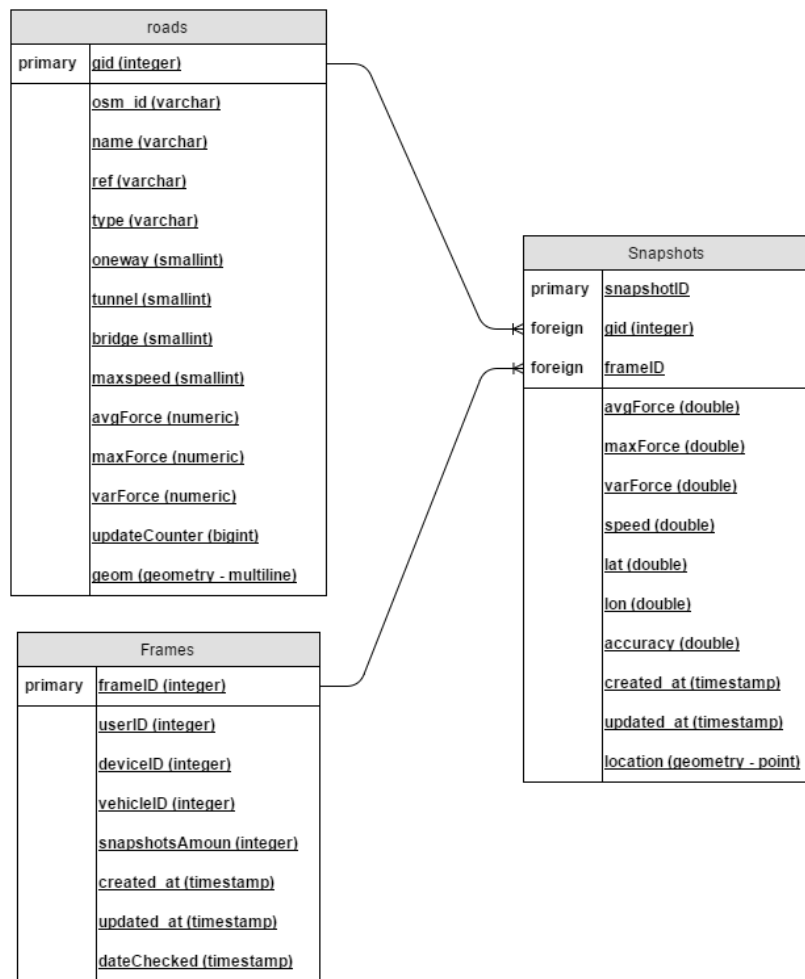 roads
primary gid (integer)
osm_id (varchar)
name (varchar)
ref (varchar)
type (varchar)
oneway (smallint)
tunnel (smallint)
bridge (smallint)
maxspeed (smallint)
avgForce (numeric)
maxForce (numeric)
varForce (numeric)
updateCounter (bigint)
geom (geometry - multiline)
Snapshots
primary snapshotID
foreign gid (integer)
foreign frameID
avgForce (double)
maxForce (double)
varForce (double)
speed (double)
lat (double)
lon (double)
accuracy (double)
created_at (timestamp)
updated_at (timestamp)
location (geometry - point)
Frames
primary frameID (integer)
userID (integer)
deviceID (integer)
vehicleID (integer)
snapshotsAmoun (integer)
created_at (timestamp)
updated_at (timestamp)
dateChecked (timestamp)